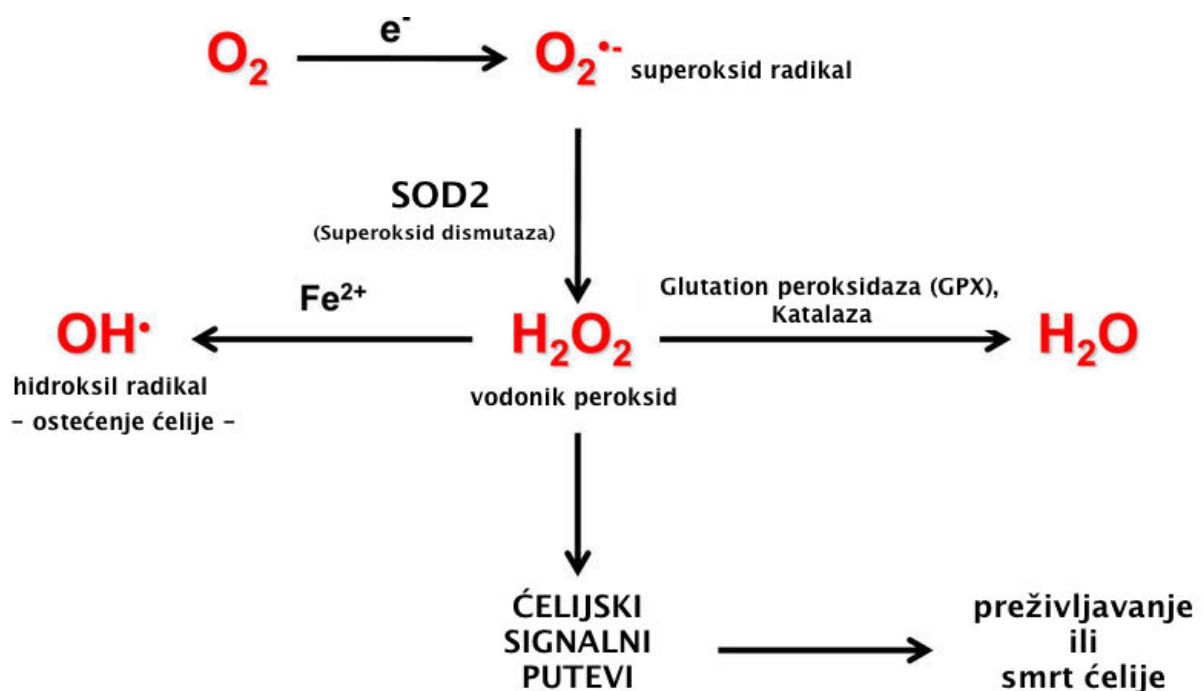 e⁻
O₂
O₂•-
superoksid radikal
SOD2
(Superoksid dismutaza)
Fe²⁺
Glutation peroksidaza (GPX),
Katalaza
OH•
H₂O₂
H₂O
hidroksil radikal
– ostećenje ćelije –
vodonik peroksid
ĆELIJSKI
SIGNALNI
PUTEVI
preživljavanje
ili
smrt ćelije